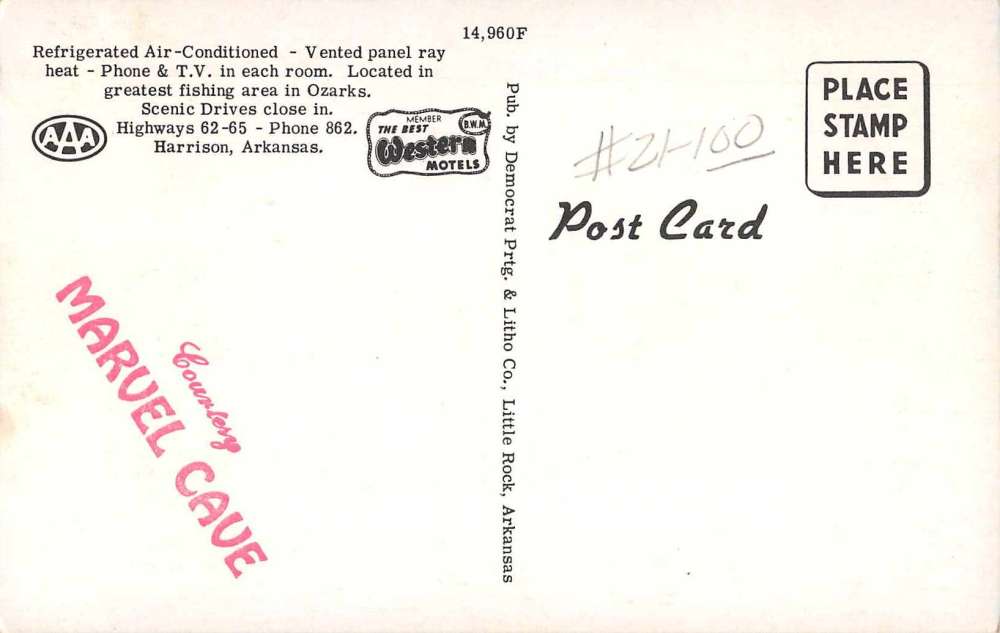 14,960F
Refrigerated Air-Conditioned - Vented panel ray
heat - Phone & T.V. in each room. Located in
greatest fishing area in Ozarks.
Scenic Drives close in.
Highways 62-65 - Phone 862.
Harrison, Arkansas.
AAA
MEMBER
B.W.M.
THE BEST
Western
MOTELS
Courtesy
MARVEL CAVE
Pub. by Democrat Prtg. & Litho Co., Little Rock, Arkansas
#21-100
Post Card
PLACE
STAMP
HERE